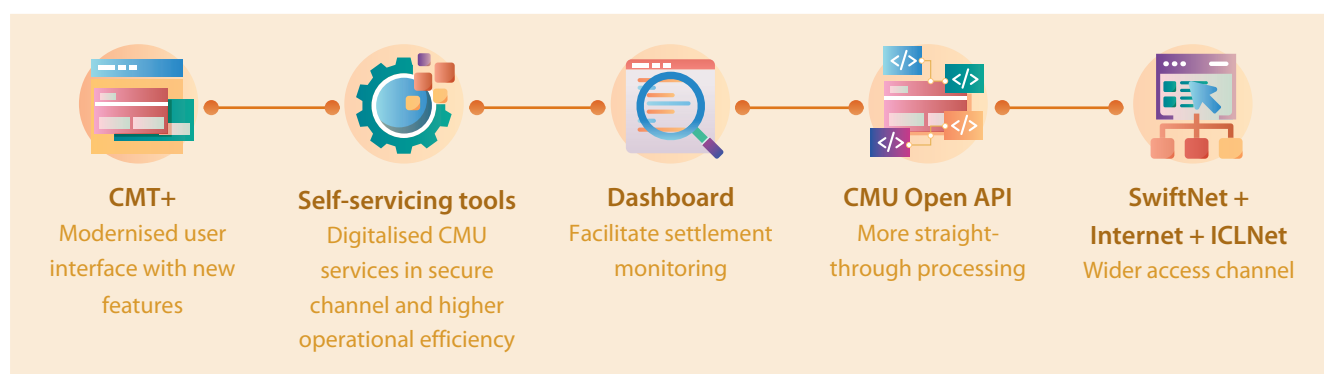 </>
</>
</>
</>
CMT+
Modernised user
interface with new
features
Self-servicing tools
Digitalised CMU
services in secure
channel and higher
operational efficiency
Dashboard
Facilitate settlement
monitoring
CMU Open API
More straight-
through processing
SwiftNet +
Internet + ICLNet
Wider access channel